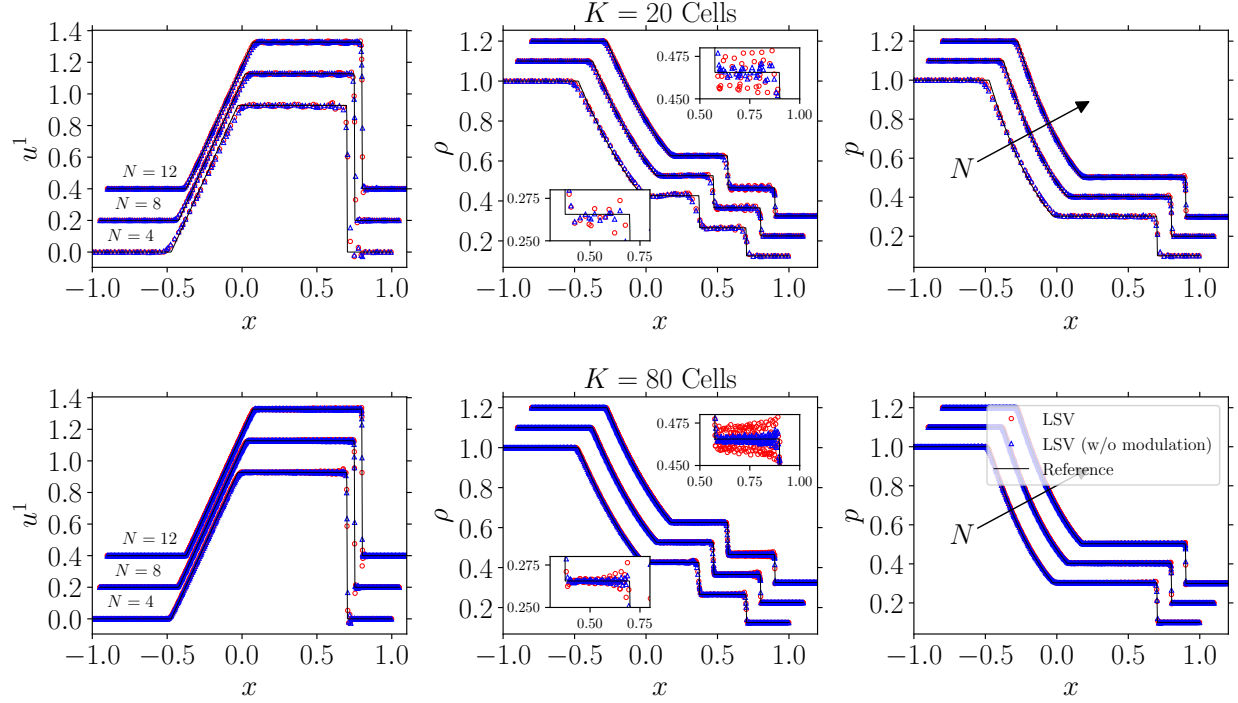 K = 20 Cells
1.4
1.2
1.0
0.8
0.6
0.4
0.2
0.0
u¹
N = 12
N = 8
N = 4
−1.0 −0.5 0.0 0.5 1.0
x
1.2
1.0
0.8
0.6
0.4
0.2
ρ
0.475
0.450
0.50 0.75 1.00
0.275
0.250
0.50 0.75
−1.0 −0.5 0.0 0.5 1.0
x
1.2
1.0
0.8
0.6
0.4
0.2
p
N
−1.0 −0.5 0.0 0.5 1.0
x
K = 80 Cells
1.4
1.2
1.0
0.8
0.6
0.4
0.2
0.0
u¹
N = 12
N = 8
N = 4
−1.0 −0.5 0.0 0.5 1.0
x
1.2
1.0
0.8
0.6
0.4
0.2
ρ
0.475
0.450
0.50 0.75 1.00
0.275
0.250
0.50 0.75
−1.0 −0.5 0.0 0.5 1.0
x
1.2
1.0
0.8
0.6
0.4
0.2
p
LSV
LSV (w/o modulation)
Reference
N
−1.0 −0.5 0.0 0.5 1.0
x